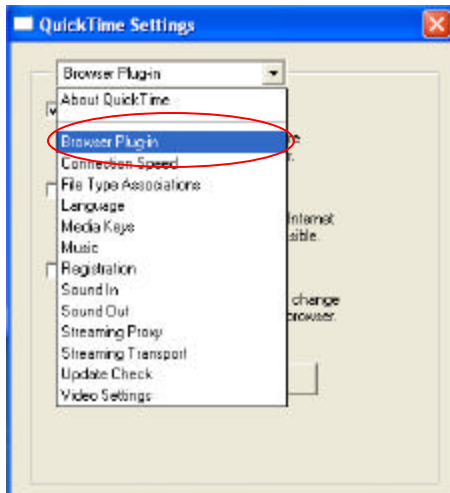 QuickTime Settings
Browser Plug-in
About QuickTime
Browser Plug-in
Connection Speed
File Type Associations
Language
Internet
Media Keys
sible.
Music
Registration
Sound In
change
Sound Out
browser.
Streaming Proxy
Streaming Transport
Update Check
Video Settings